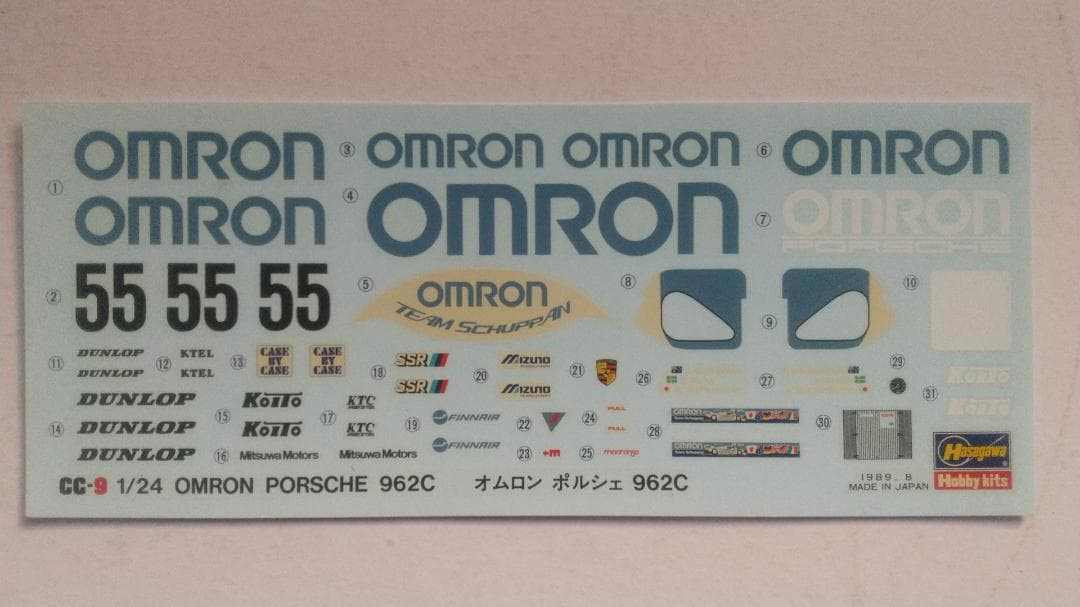 OMRON
① OMRON
③ OMRON OMRON
④ OMRON
⑥ OMRON
⑦ OMRON
PORSCHE
② 55 55 55
⑤ OMRON
TEAM SCHUPPAN
⑧
⑨
⑩
⑪ DUNLOP
DUNLOP
⑫ KTEL
KTEL
⑬ CASE BY CASE CASE BY CASE
⑭ DUNLOP
DUNLOP
DUNLOP
⑮ KOITO
KOITO
⑯ Mitsuwa Motors Mitsuwa Motors
⑰ KTC
KTC
⑱ SSR
SSR
⑲ FINNAIR
FINNAIR
⑳ MIZUNO
MIZUNO
㉑
㉒
㉓ m
㉔ PULL
PULL
㉕
㉖
㉗
㉘ OMRON
OMRON
㉙
㉚
㉛ KOITO
KOITO
CC-9 1/24 OMRON PORSCHE 962C オムロン ポルシェ 962C
1989. 8
MADE IN JAPAN
Hasegawa
Hobby kits